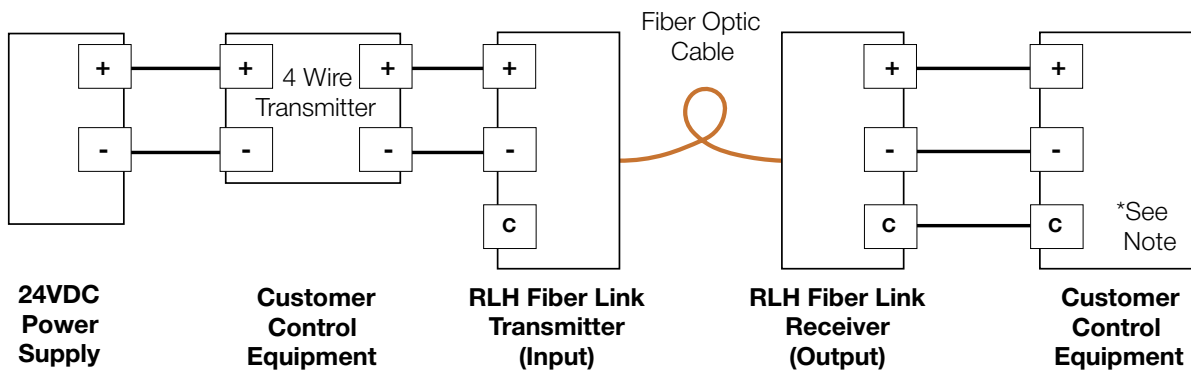 Fiber Optic
Cable
+ + + + + +
4 Wire
Transmitter
- - - - - -
C C C
*See
Note
24VDC
Power
Supply
Customer
Control
Equipment
RLH Fiber Link
Transmitter
(Input)
RLH Fiber Link
Receiver
(Output)
Customer
Control
Equipment